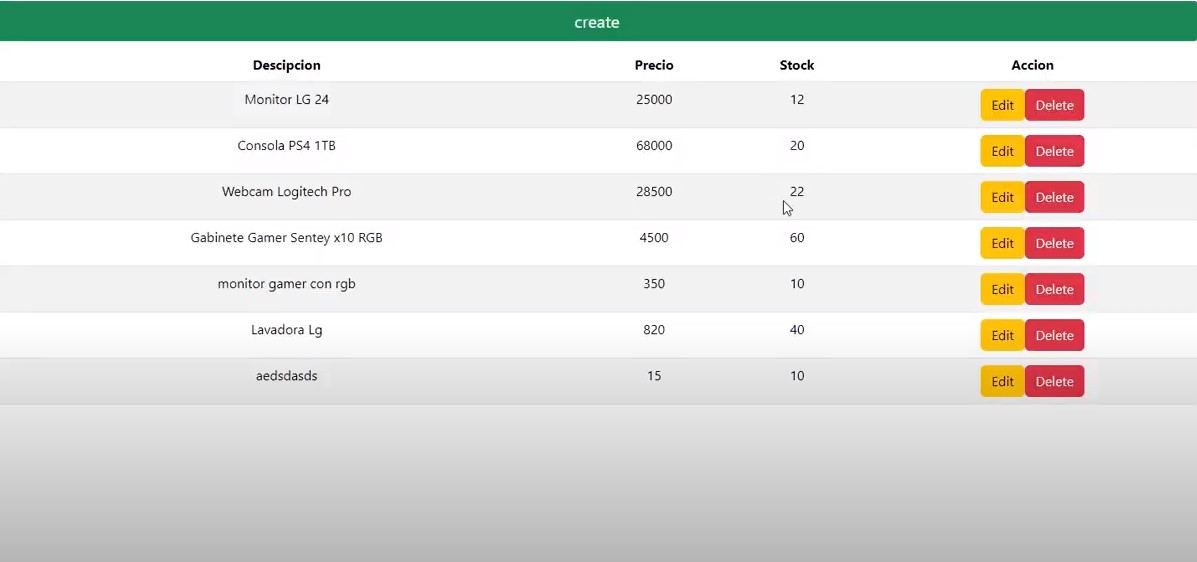 create
Descipcion Precio Stock Accion
Monitor LG 24 25000 12 Edit Delete
Consola PS4 1TB 68000 20 Edit Delete
Webcam Logitech Pro 28500 22 Edit Delete
Gabinete Gamer Sentey x10 RGB 4500 60 Edit Delete
monitor gamer con rgb 350 10 Edit Delete
Lavadora Lg 820 40 Edit Delete
aedsdasds 15 10 Edit Delete